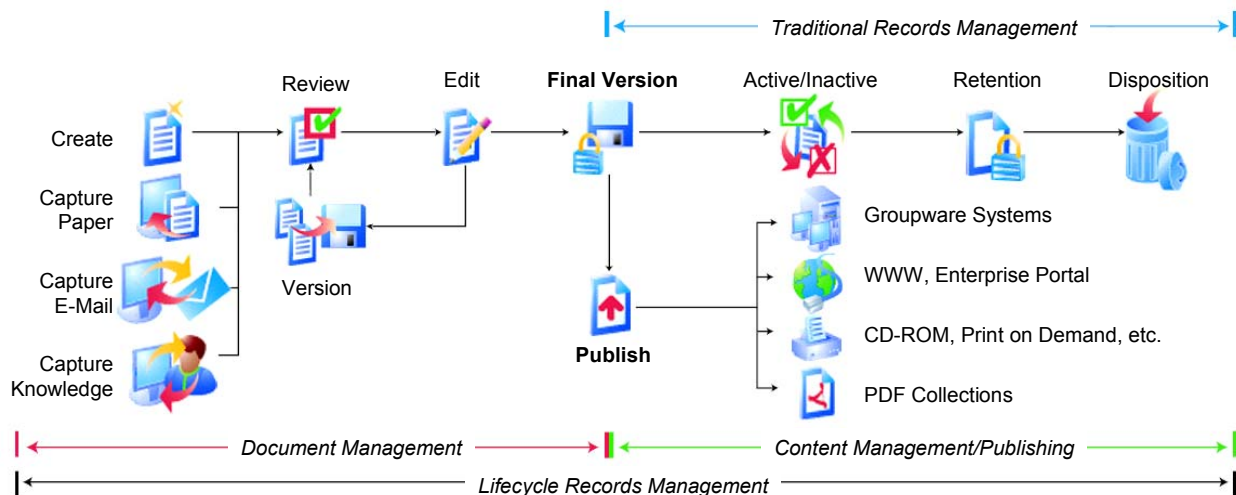 Traditional Records Management
Review
Edit
Final Version
Active/Inactive
Retention
Disposition
Create
Capture
Paper
Capture
E-Mail
Capture
Knowledge
Version
Publish
Groupware Systems
WWW, Enterprise Portal
CD-ROM, Print on Demand, etc.
PDF Collections
Document Management
Content Management/Publishing
Lifecycle Records Management